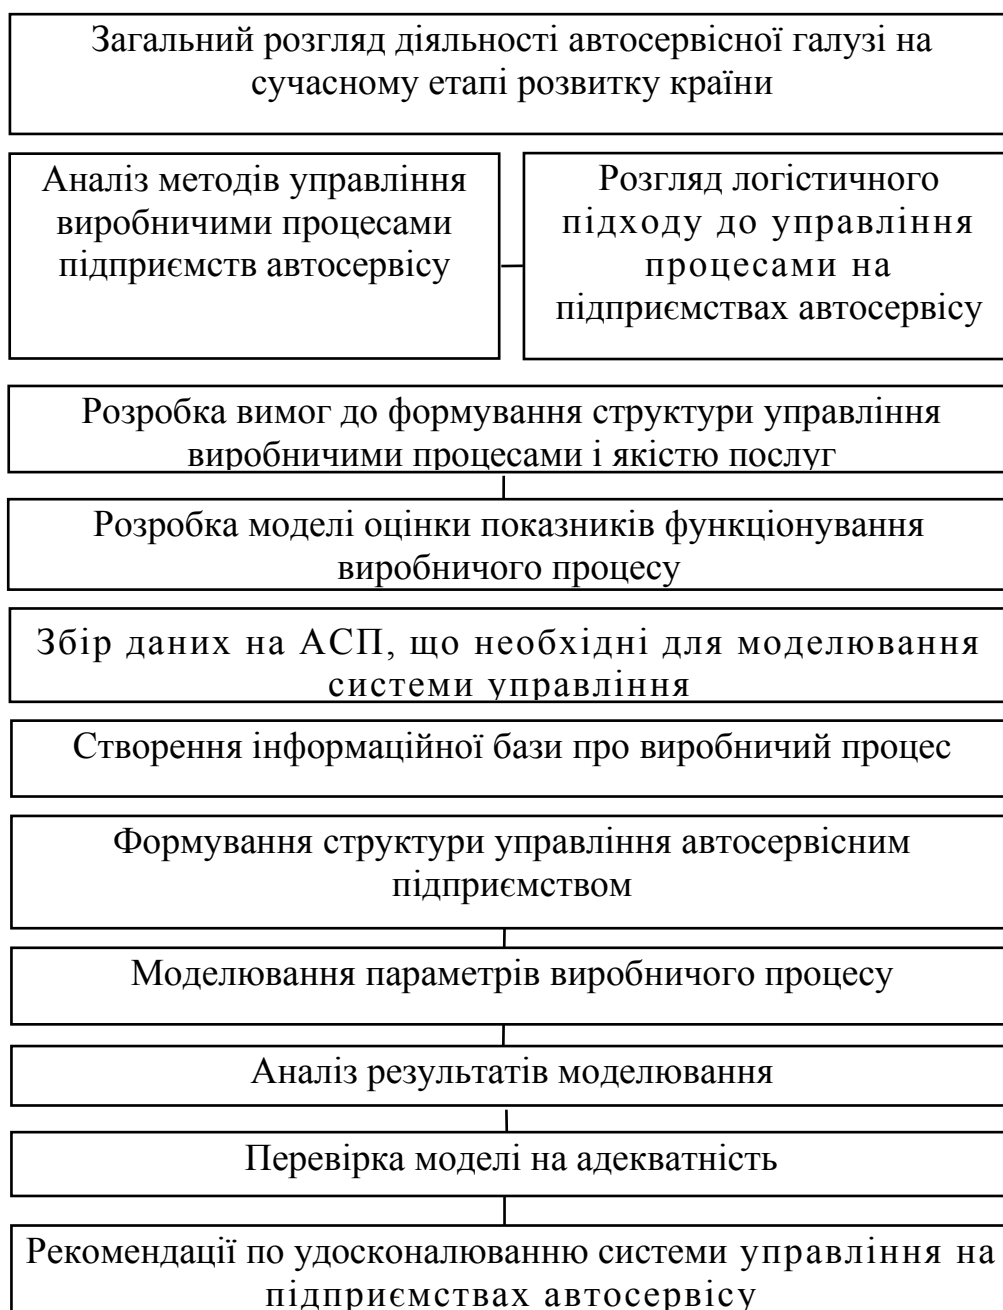 Загальний розгляд діяльності автосервісної галузі на
сучасному етапі розвитку країни
Аналіз методів управління
виробничими процесами
підприємств автосервісу
Розгляд логістичного
підходу до управління
процесами на
підприємствах автосервісу
Розробка вимог до формування структури управління
виробничими процесами і якістю послуг
Розробка моделі оцінки показників функціонування
виробничого процесу
Збір даних на АСП, що необхідні для моделювання
системи управління
Створення інформаційної бази про виробничий процес
Формування структури управління автосервісним
підприємством
Моделювання параметрів виробничого процесу
Аналіз результатів моделювання
Перевірка моделі на адекватність
Рекомендації по удосконалюванню системи управління на
підприємствах автосервісу